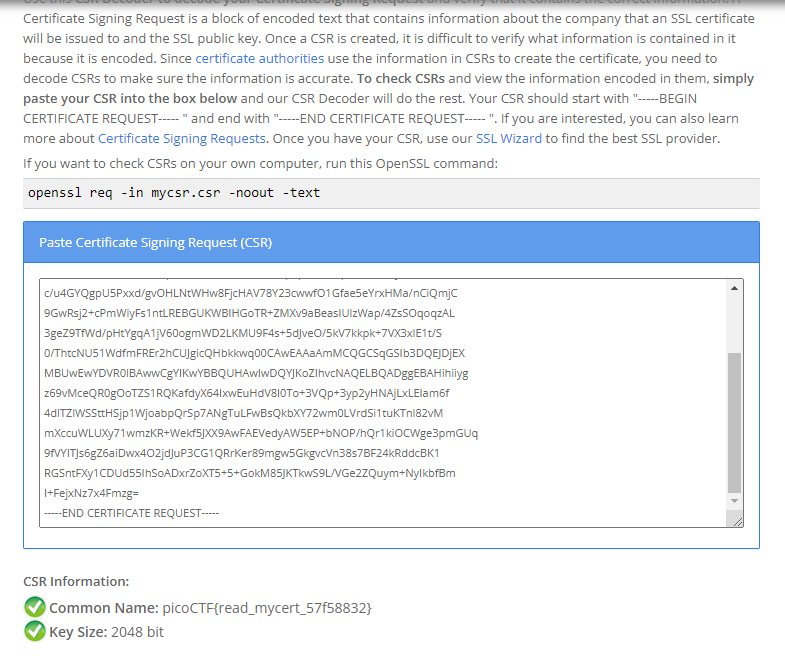 Certificate Signing Request is a block of encoded text that contains information about the company that an SSL certificate
will be issued to and the SSL public key. Once a CSR is created, it is difficult to verify what information is contained in it
because it is encoded. Since certificate authorities use the information in CSRs to create the certificate, you need to
decode CSRs to make sure the information is accurate. To check CSRs and view the information encoded in them, simply
paste your CSR into the box below and our CSR Decoder will do the rest. Your CSR should start with "-----BEGIN
CERTIFICATE REQUEST----- " and end with "-----END CERTIFICATE REQUEST----- ". If you are interested, you can also learn
more about Certificate Signing Requests. Once you have your CSR, use our SSL Wizard to find the best SSL provider.
If you want to check CSRs on your own computer, run this OpenSSL command:
openssl req -in mycsr.csr -noout -text
Paste Certificate Signing Request (CSR)
c/u4GYQgpU5Pxxd/gvOHLNtWHw8FjcHAV78Y23cwwfO1Gfae5eYrxHMa/nCiQmjC
9GwRsj2+cPmWiyFs1ntLREBGUKWBIHGoTR+ZMXv9aBeasIUIzWap/4ZsSOqoqzAL
3geZ9TfWd/pHtYgqA1jV60ogmWD2LKMU9F4s+5dJveO/5kV7kkpk+7VX3xIE1t/S
0/ThtcNU51WdfmFREr2hCUJgicQHbkkwq00CAwEAAaAmMCQGCSqGSIb3DQEJDjEX
MBUwEwYDVR0lBAwwCgYIKwYBBQUHAwIwDQYJKoZIhvcNAQELBQADggEBAHihiiyg
z69vMceQR0gOoTZS1RQKafdyX64IxwEuHdV8I0To+3VQp+3yp2yHNAjLxLEIam6f
4dITZIWSSttHSjp1WjoabpQrSp7ANgTuLFwBsQkbXY72wm0LVrdSi1tuKTnl82vM
mXccuWLUXy71wmzKR+Wekf5JXX9AwFAEVedyAW5EP+bNOP/hQr1kiOCWge3pmGUq
9fVYITJs6gZ6aiDwx4O2jdJuP3CG1QRrKer89mgw5GkgvcVn38s7BF24kRddcBK1
RGSntFXy1CDUd55IhSoADxrZoXT5+5+GokM85JKTkwS9L/VGe2ZQuym+NyIkbfBm
I+FejxNz7x4Fmzg=
-----END CERTIFICATE REQUEST-----
CSR Information:
Common Name: picoCTF{read_mycert_57f58832}
Key Size: 2048 bit